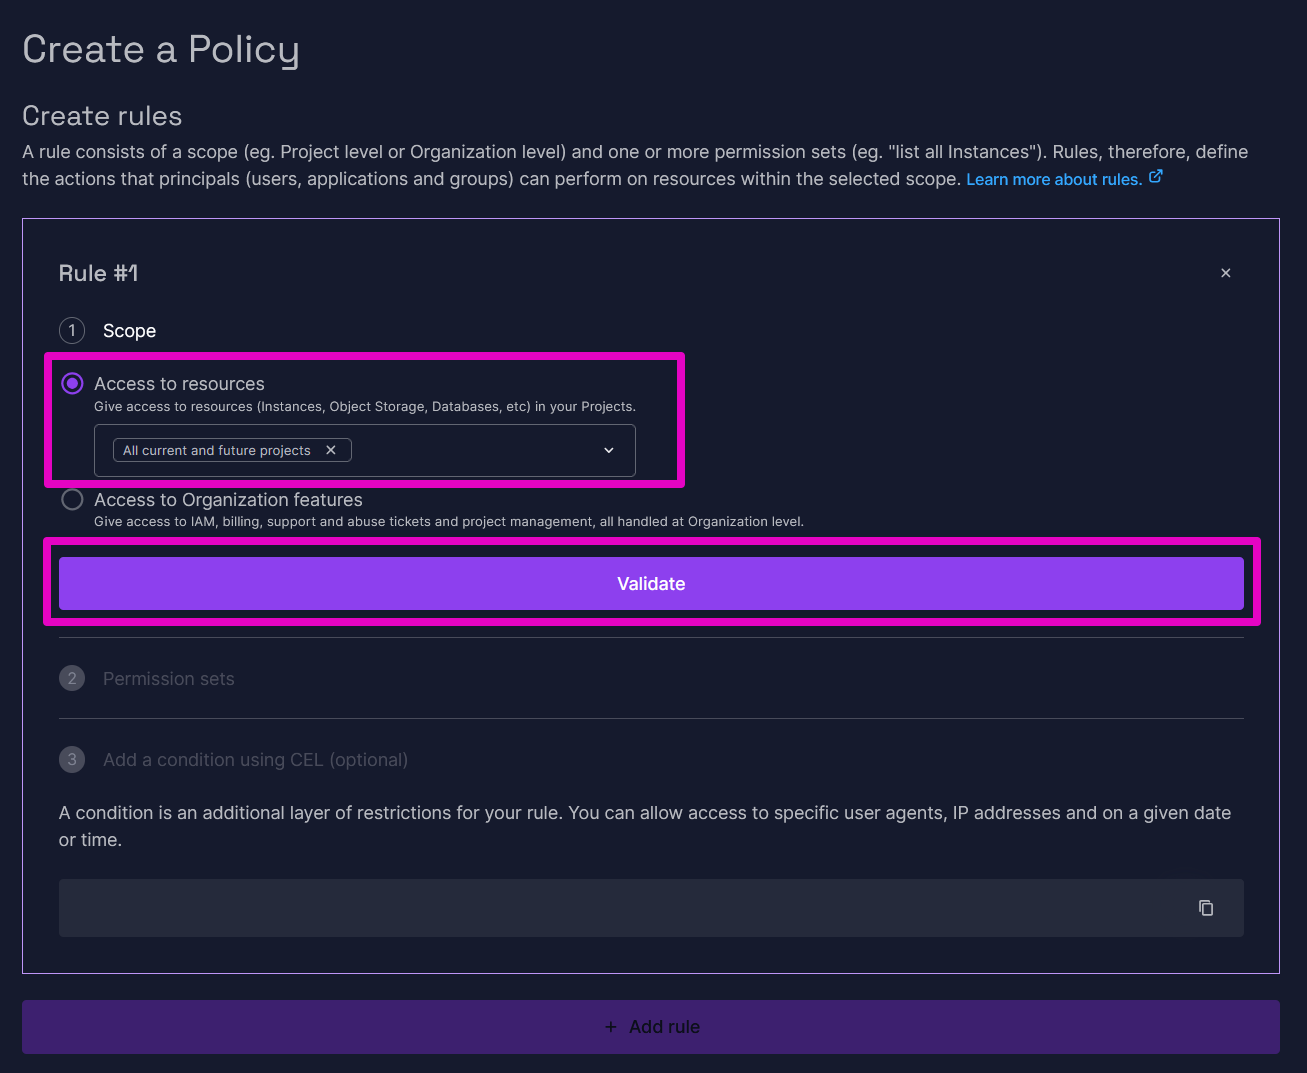 Create a Policy
Create rules
A rule consists of a scope (eg. Project level or Organization level) and one or more permission sets (eg. "list all Instances"). Rules, therefore, define
the actions that principals (users, applications and groups) can perform on resources within the selected scope. Learn more about rules.
Rule #1
1 Scope
Access to resources
Give access to resources (Instances, Object Storage, Databases, etc) in your Projects.
All current and future projects
Access to Organization features
Give access to IAM, billing, support and abuse tickets and project management, all handled at Organization level.
Validate
2 Permission sets
3 Add a condition using CEL (optional)
A condition is an additional layer of restrictions for your rule. You can allow access to specific user agents, IP addresses and on a given date
or time.
+ Add rule